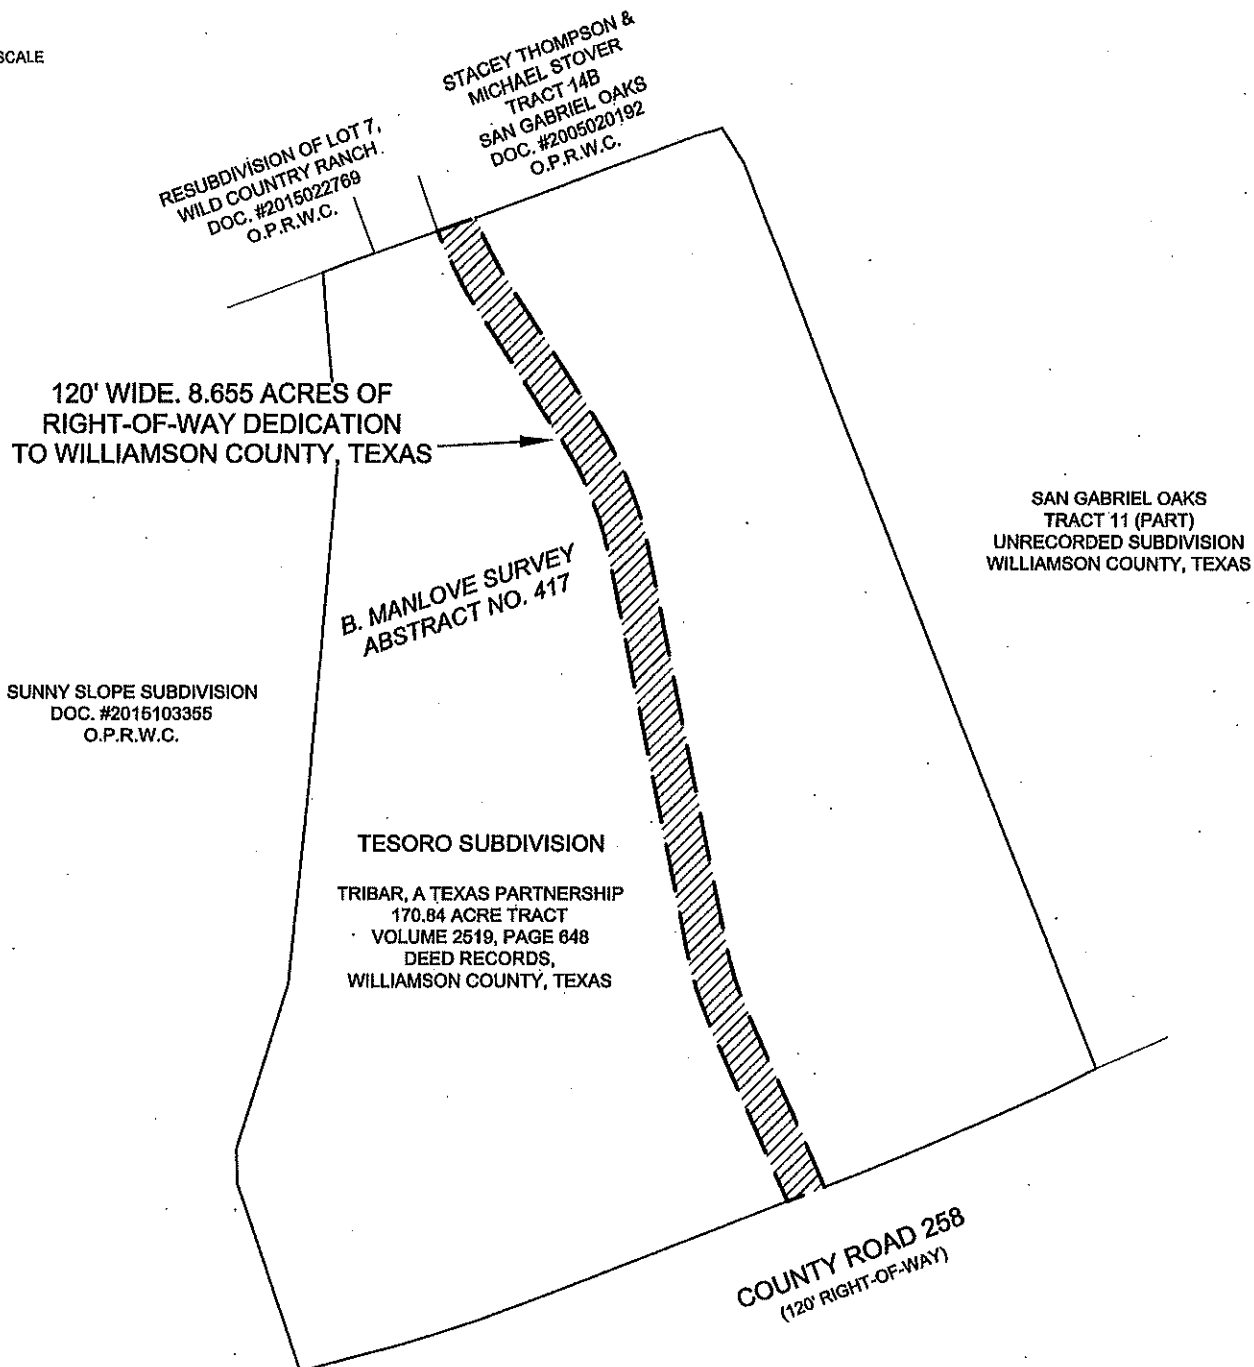 SCALE
STACEY THOMPSON &
MICHAEL STOVER
TRACT 14B
SAN GABRIEL OAKS
DOC. #2005020192
O.P.R.W.C.
RESUBDIVISION OF LOT 7,
WILD COUNTRY RANCH
DOC. #2015022769
O.P.R.W.C.
120' WIDE. 8.655 ACRES OF
RIGHT-OF-WAY DEDICATION
TO WILLIAMSON COUNTY, TEXAS
SAN GABRIEL OAKS
TRACT 11 (PART)
UNRECORDED SUBDIVISION
WILLIAMSON COUNTY, TEXAS
B. MANLOVE SURVEY
ABSTRACT NO. 417
SUNNY SLOPE SUBDIVISION
DOC. #2015103355
O.P.R.W.C.
TESORO SUBDIVISION
TRIBAR, A TEXAS PARTNERSHIP
170.84 ACRE TRACT
VOLUME 2519, PAGE 648
DEED RECORDS,
WILLIAMSON COUNTY, TEXAS
COUNTY ROAD 258
(120' RIGHT-OF-WAY)